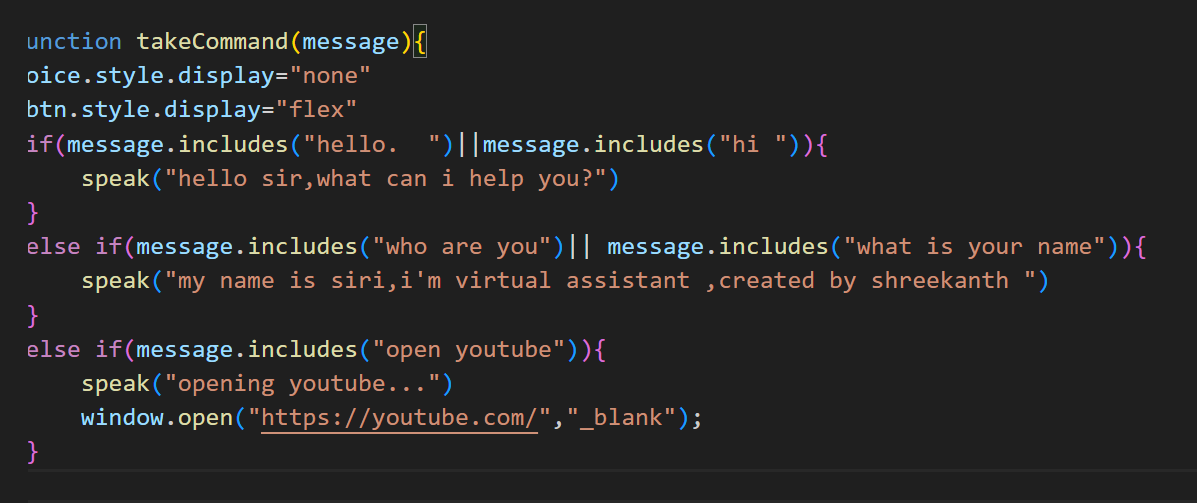 unction takeCommand(message){
oice.style.display="none"
btn.style.display="flex"
if(message.includes("hello.  ")||message.includes("hi ")){
    speak("hello sir,what can i help you?")
}
else if(message.includes("who are you")|| message.includes("what is your name")){
    speak("my name is siri,i'm virtual assistant ,created by shreekanth ")
}
else if(message.includes("open youtube")){
    speak("opening youtube...")
    window.open("https://youtube.com/","_blank");
}